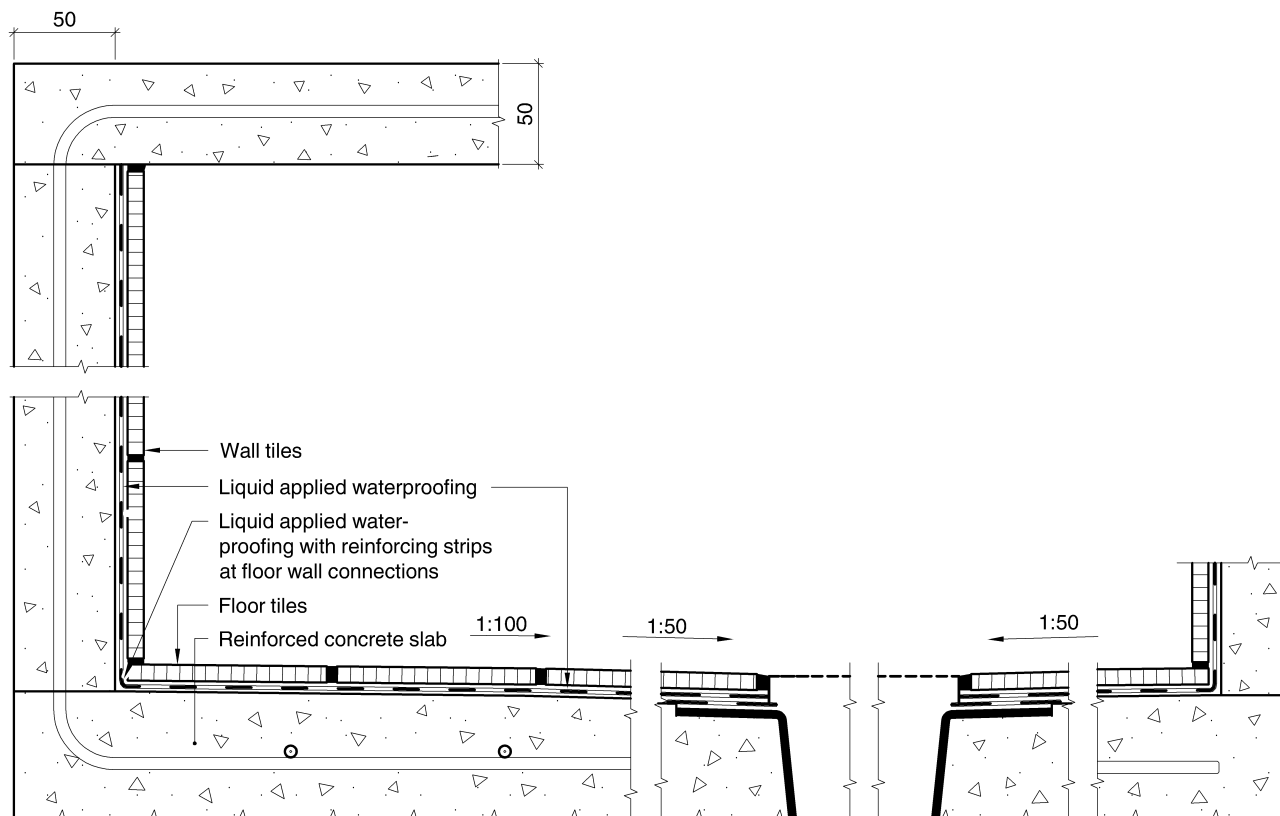 50
50
Wall tiles
Liquid applied waterproofing
Liquid applied water-
proofing with reinforcing strips
at floor wall connections
Floor tiles
Reinforced concrete slab
1:100
1:50
1:50